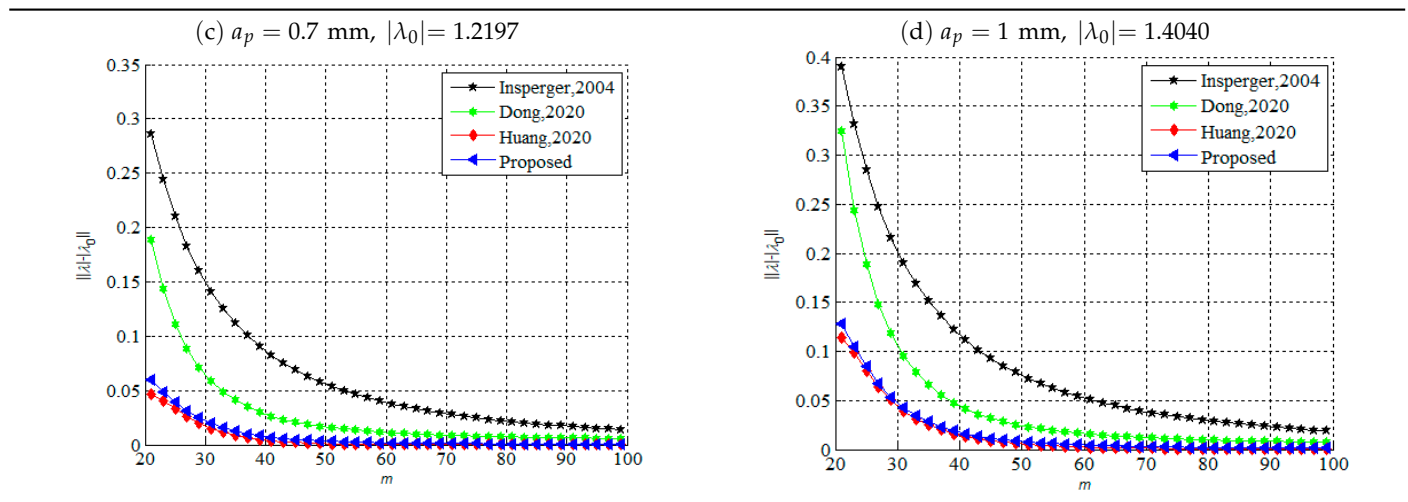 (c) aₚ = 0.7 mm, |λ₀|= 1.2197
0.35
0.3
0.25
0.2
0.15
0.1
0.05
0
||λ|-|λ₀||
Insperger,2004
Dong,2020
Huang,2020
Proposed
20 30 40 50 60 70 80 90 100
m
(d) aₚ = 1 mm, |λ₀|= 1.4040
0.4
0.35
0.3
0.25
0.2
0.15
0.1
0.05
0
||λ|-|λ₀||
Insperger,2004
Dong,2020
Huang,2020
Proposed
20 30 40 50 60 70 80 90 100
m